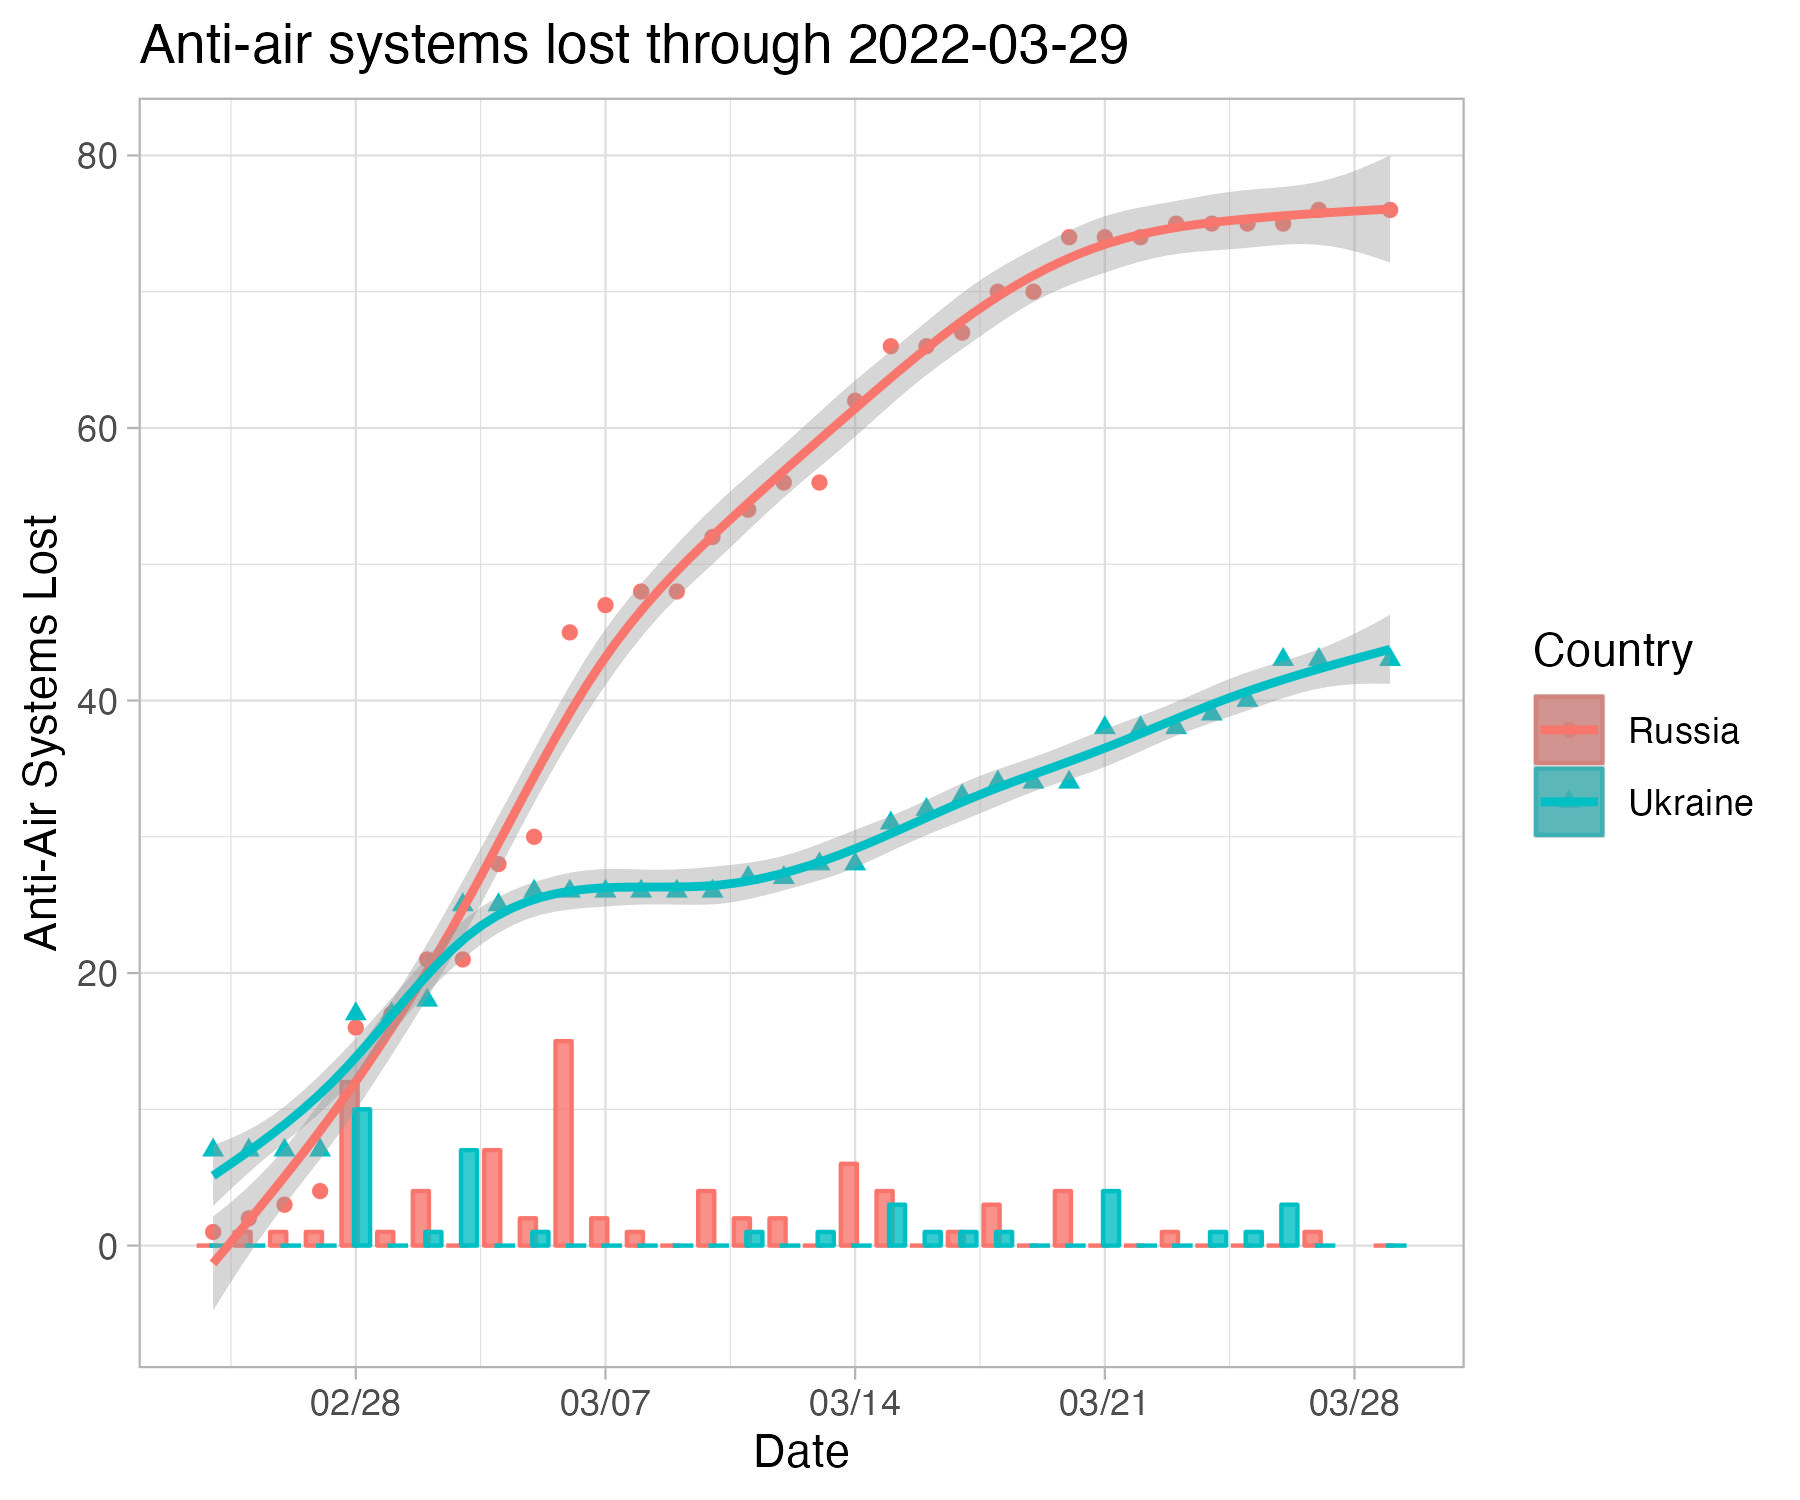 Anti-air systems lost through 2022-03-29
Anti-Air Systems Lost
80
60
40
20
0
02/28
03/07
03/14
03/21
03/28
Date
Country
Russia
Ukraine